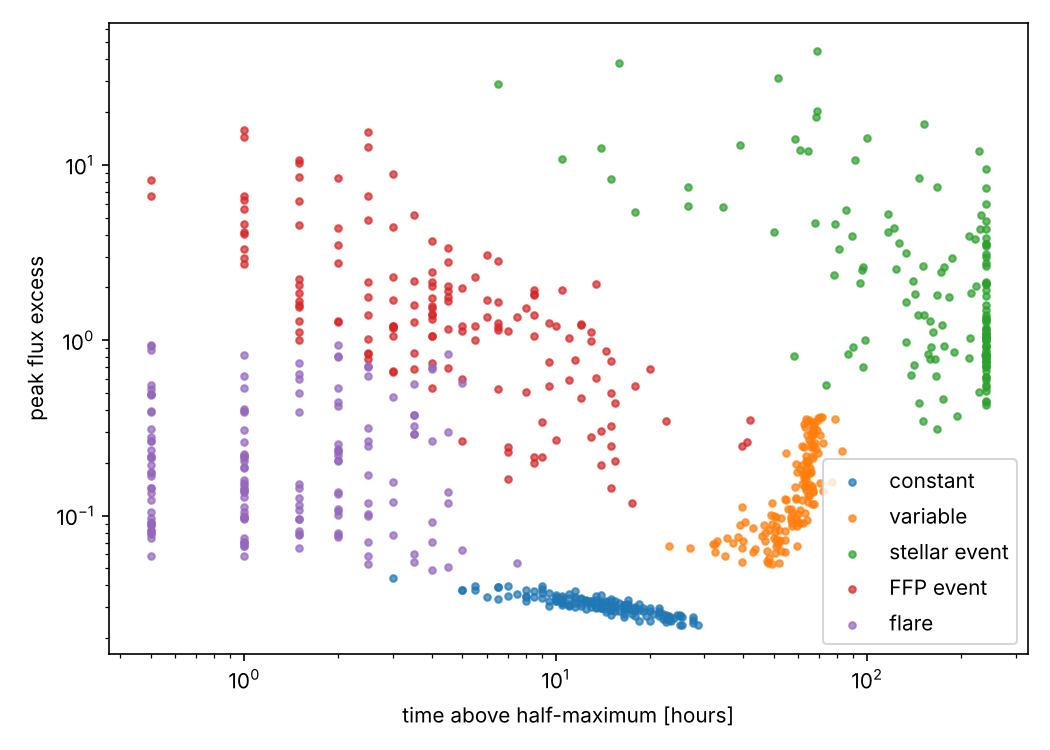 peak flux excess
10¹
10⁰
10⁻¹
constant
variable
stellar event
FFP event
flare
10⁰
10¹
10²
time above half-maximum [hours]